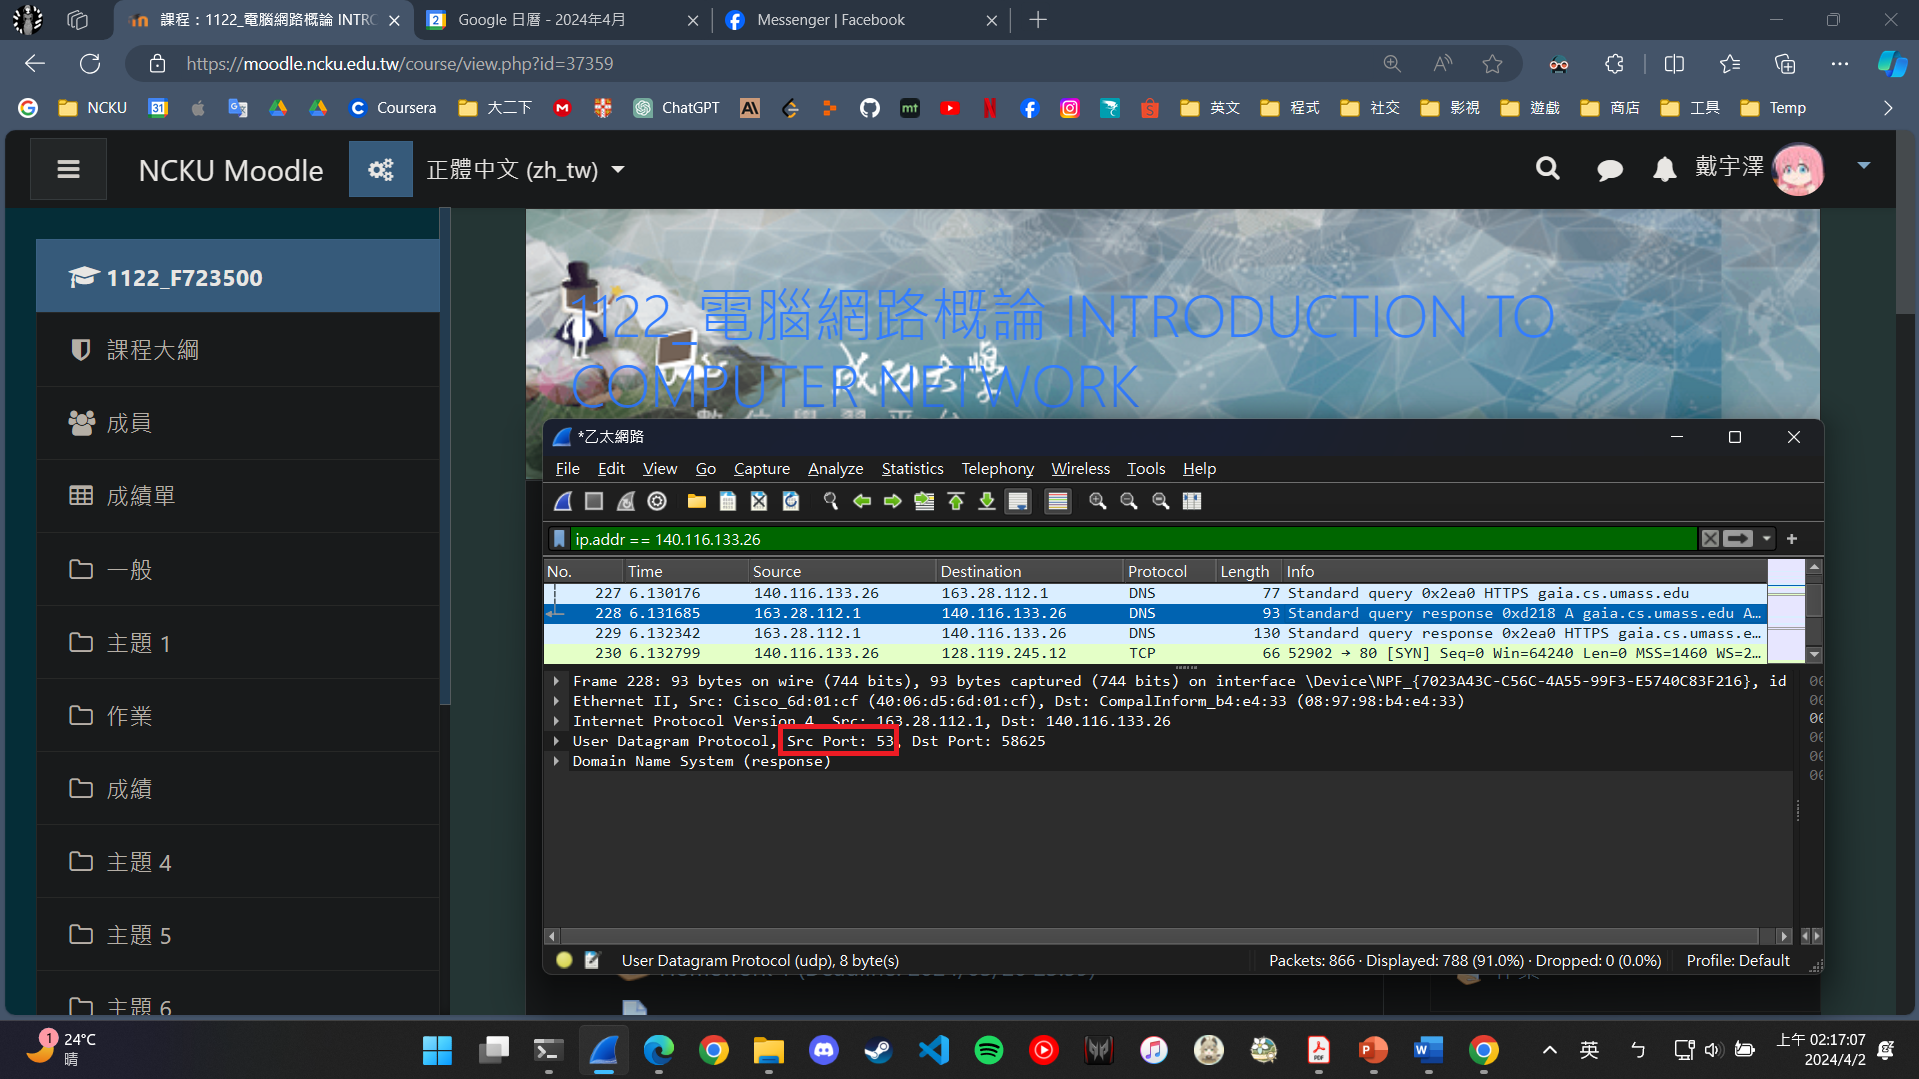 課程：1122_電腦網路概論 INTRO
Google 日曆 - 2024年4月
Messenger | Facebook
https://moodle.ncku.edu.tw/course/view.php?id=37359
NCKU
31
Coursera
大二下
ChatGPT
英文
程式
社交
影視
遊戲
商店
工具
Temp
NCKU Moodle
正體中文 (zh_tw)
戴宇澤
1122_F723500
課程大綱
成員
成績單
一般
主題 1
作業
成績
主題 4
主題 5
主題 6
1122_電腦網路概論 INTRODUCTION TO
COMPUTER NETWORK
*乙太網路
File Edit View Go Capture Analyze Statistics Telephony Wireless Tools Help
ip.addr == 140.116.133.26
No. Time Source Destination Protocol Length Info
227 6.130176 140.116.133.26 163.28.112.1 DNS 77 Standard query 0x2ea0 HTTPS gaia.cs.umass.edu
228 6.131685 163.28.112.1 140.116.133.26 DNS 93 Standard query response 0xd218 A gaia.cs.umass.edu A…
229 6.132342 163.28.112.1 140.116.133.26 DNS 130 Standard query response 0x2ea0 HTTPS gaia.cs.umass.e…
230 6.132799 140.116.133.26 128.119.245.12 TCP 66 52902 → 80 [SYN] Seq=0 Win=64240 Len=0 MSS=1460 WS=2…
Frame 228: 93 bytes on wire (744 bits), 93 bytes captured (744 bits) on interface \Device\NPF_{7023A43C-C56C-4A55-99F3-E5740C83F216}, id
Ethernet II, Src: Cisco_6d:01:cf (40:06:d5:6d:01:cf), Dst: CompalInform_b4:e4:33 (08:97:98:b4:e4:33)
Internet Protocol Version 4, Src: 163.28.112.1, Dst: 140.116.133.26
User Datagram Protocol, Src Port: 53, Dst Port: 58625
Domain Name System (response)
User Datagram Protocol (udp), 8 byte(s)
Packets: 866 · Displayed: 788 (91.0%) · Dropped: 0 (0.0%)
Profile: Default
1
24°C
晴
英
ㄅ
上午 02:17:07
2024/4/2